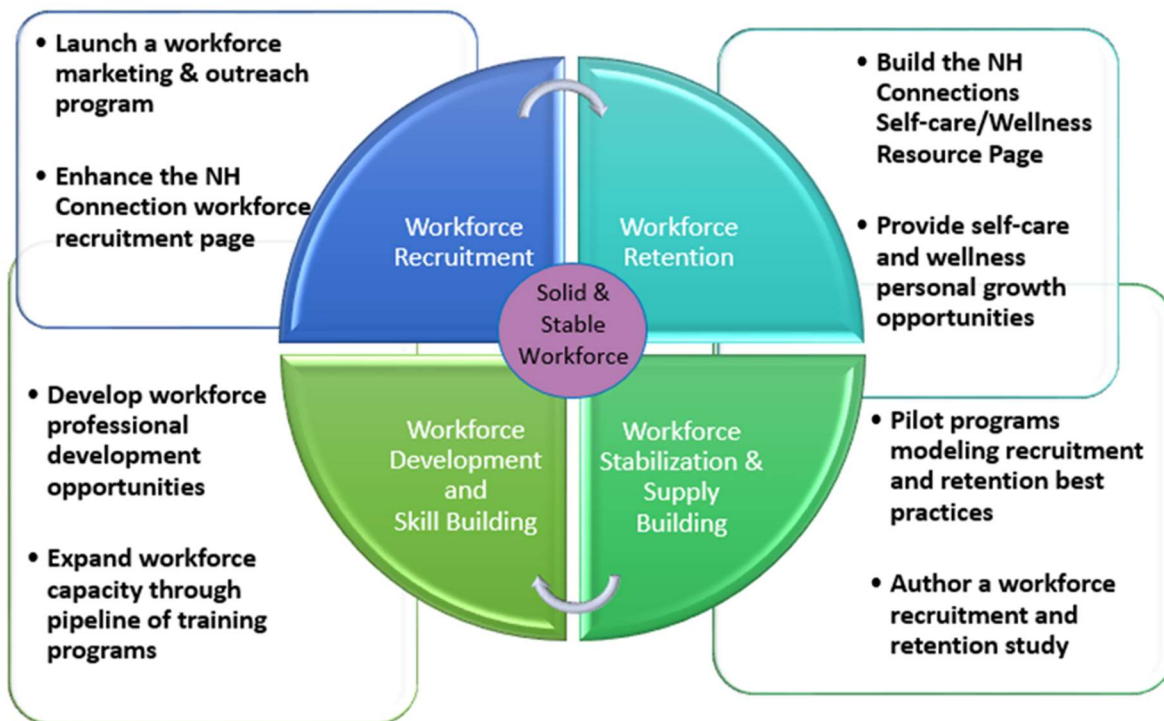 • Launch a workforce
marketing & outreach
program
• Enhance the NH
Connection workforce
recruitment page
Workforce
Recruitment
Workforce
Retention
• Build the NH
Connections
Self-care/Wellness
Resource Page
• Provide self-care
and wellness
personal growth
opportunities
Solid &
Stable
Workforce
• Develop workforce
professional
development
opportunities
• Expand workforce
capacity through
pipeline of training
programs
Workforce
Development
and
Skill Building
Workforce
Stabilization &
Supply
Building
• Pilot programs
modeling recruitment
and retention best
practices
• Author a workforce
recruitment and
retention study